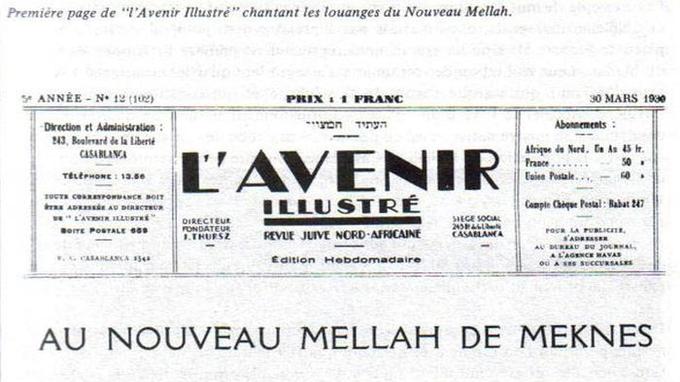 Première page de "l'Avenir Illustré" chantant les louanges du Nouveau Mellah.
5e ANNÉE - No 12 (102)
PRIX : 1 FRANC
30 MARS 1930
Direction et Administration :
243, Boulevard de la Liberté
CASABLANCA
TÉLÉPHONE : 13.56
TOUTE CORRESPONDANCE DOIT
ÊTRE ADRESSÉE AU DIRECTEUR
DE "L'AVENIR ILLUSTRÉ"
BOITE POSTALE 689
R. C. CASABLANCA 1542
העתיד המצויר
L'AVENIR
ILLUSTRÉ
REVUE JUIVE NORD-AFRICAINE
Édition Hebdomadaire
DIRECTEUR
FONDATEUR
J. THURSZ
SIÈGE SOCIAL
243 Bd de la Liberté
CASABLANCA
Abonnements :
Afrique du Nord. Un An 45 fr.
France ........ 50 »
Union Postale ... 60 »
Compte Chèque Postal : Rabat 247
POUR LA PUBLICITÉ,
S'ADRESSER
AU BUREAU DU JOURNAL,
A L'AGENCE HAVAS
OU A SES SUCCURSALES
AU NOUVEAU MELLAH DE MEKNES